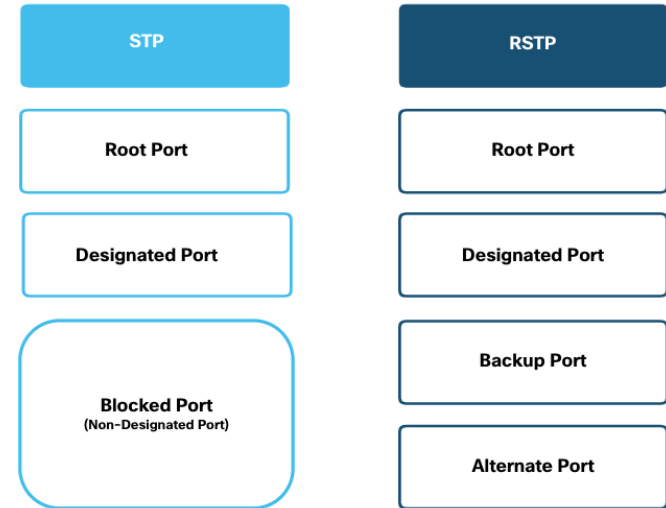 STP
Root Port
Designated Port
Blocked Port
(Non-Designated Port)
RSTP
Root Port
Designated Port
Backup Port
Alternate Port